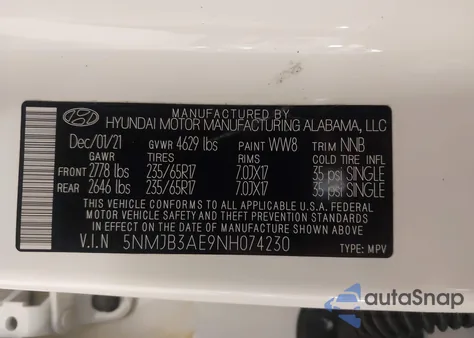 MANUFACTURED BY
HYUNDAI MOTOR MANUFACTURING ALABAMA, LLC
Dec/01/21 GVWR 4629 lbs PAINT WW8 TRIM NNB
GAWR TIRES RIMS COLD TIRE INFL PRES
FRONT 2778 lbs 235/65R17 7.0JX17 35 psi SINGLE
REAR 2646 lbs 235/65R17 7.0JX17 35 psi SINGLE
THIS VEHICLE CONFORMS TO ALL APPLICABLE U.S.A. FEDERAL
MOTOR VEHICLE SAFETY, BUMPER, AND THEFT PREVENTION STANDARDS
IN EFFECT ON THE DATE OF MANUFACTURE SHOWN ABOVE.
V.I.N 5NMJB3AE9NH074230 TYPE: MPV
autoSnap